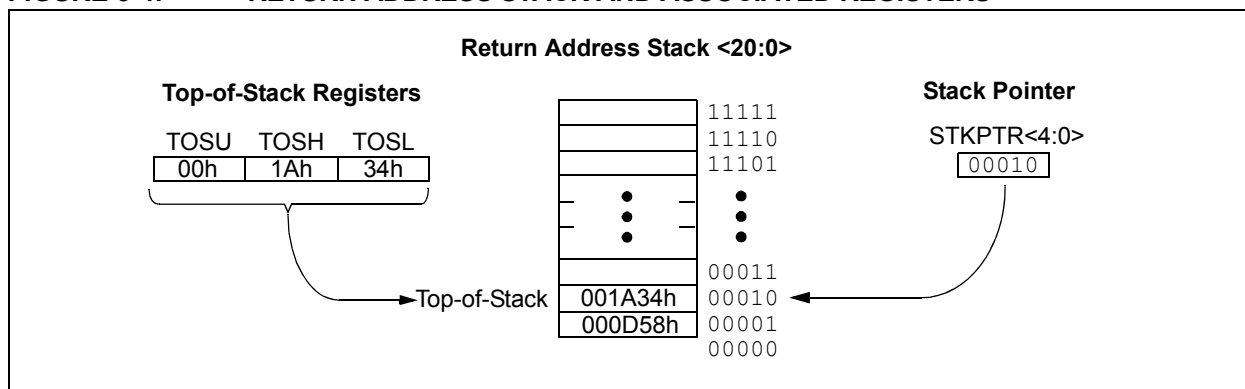 Return Address Stack <20:0>
Top-of-Stack Registers
Stack Pointer
TOSU TOSH TOSL
STKPTR<4:0>
00h 1Ah 34h
00010
11111
11110
11101
00011
Top-of-Stack 001A34h 00010
000D58h 00001
00000